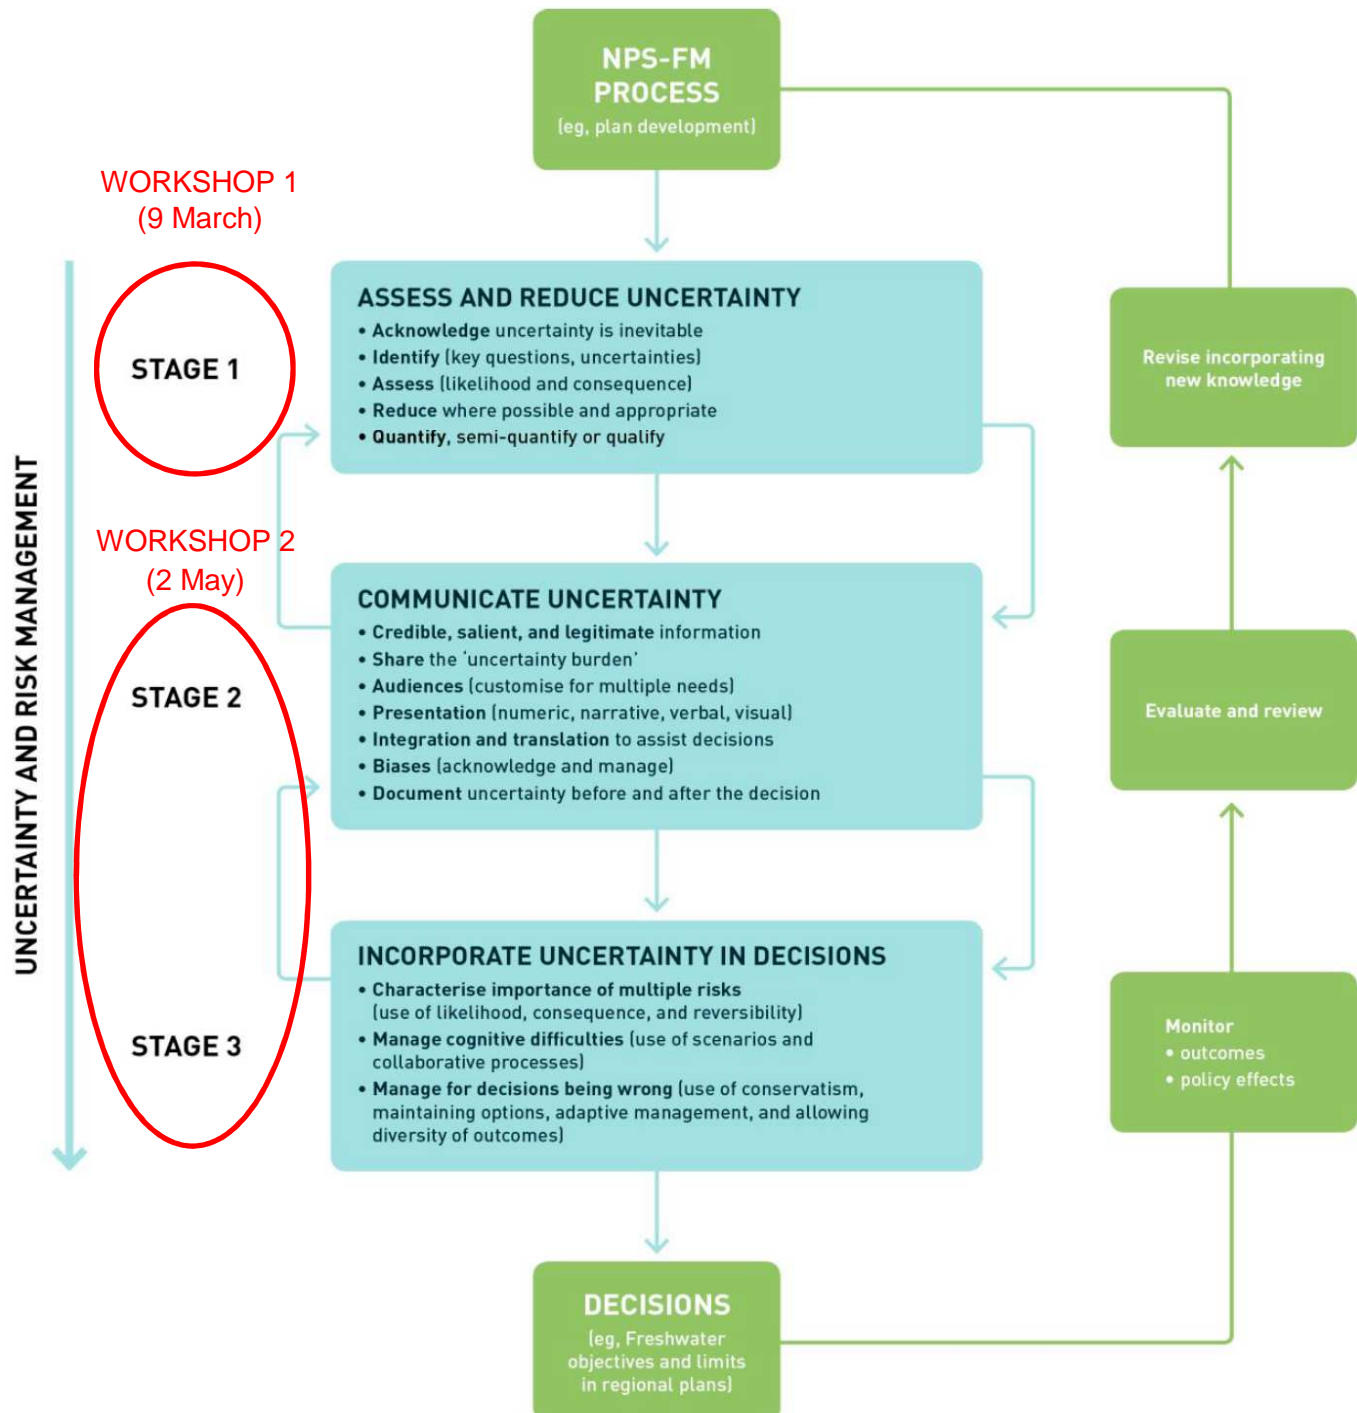 NPS-FM
PROCESS
(eg, plan development)
WORKSHOP 1
(9 March)
UNCERTAINTY AND RISK MANAGEMENT
STAGE 1
ASSESS AND REDUCE UNCERTAINTY
• Acknowledge uncertainty is inevitable
• Identify (key questions, uncertainties)
• Assess (likelihood and consequence)
• Reduce where possible and appropriate
• Quantify, semi-quantify or qualify
Revise incorporating
new knowledge
WORKSHOP 2
(2 May)
STAGE 2
COMMUNICATE UNCERTAINTY
• Credible, salient, and legitimate information
• Share the ‘uncertainty burden’
• Audiences (customise for multiple needs)
• Presentation (numeric, narrative, verbal, visual)
• Integration and translation to assist decisions
• Biases (acknowledge and manage)
• Document uncertainty before and after the decision
Evaluate and review
STAGE 3
INCORPORATE UNCERTAINTY IN DECISIONS
• Characterise importance of multiple risks
(use of likelihood, consequence, and reversibility)
• Manage cognitive difficulties (use of scenarios and
collaborative processes)
• Manage for decisions being wrong (use of conservatism,
maintaining options, adaptive management, and allowing
diversity of outcomes)
Monitor
• outcomes
• policy effects
DECISIONS
(eg, Freshwater
objectives and limits
in regional plans)